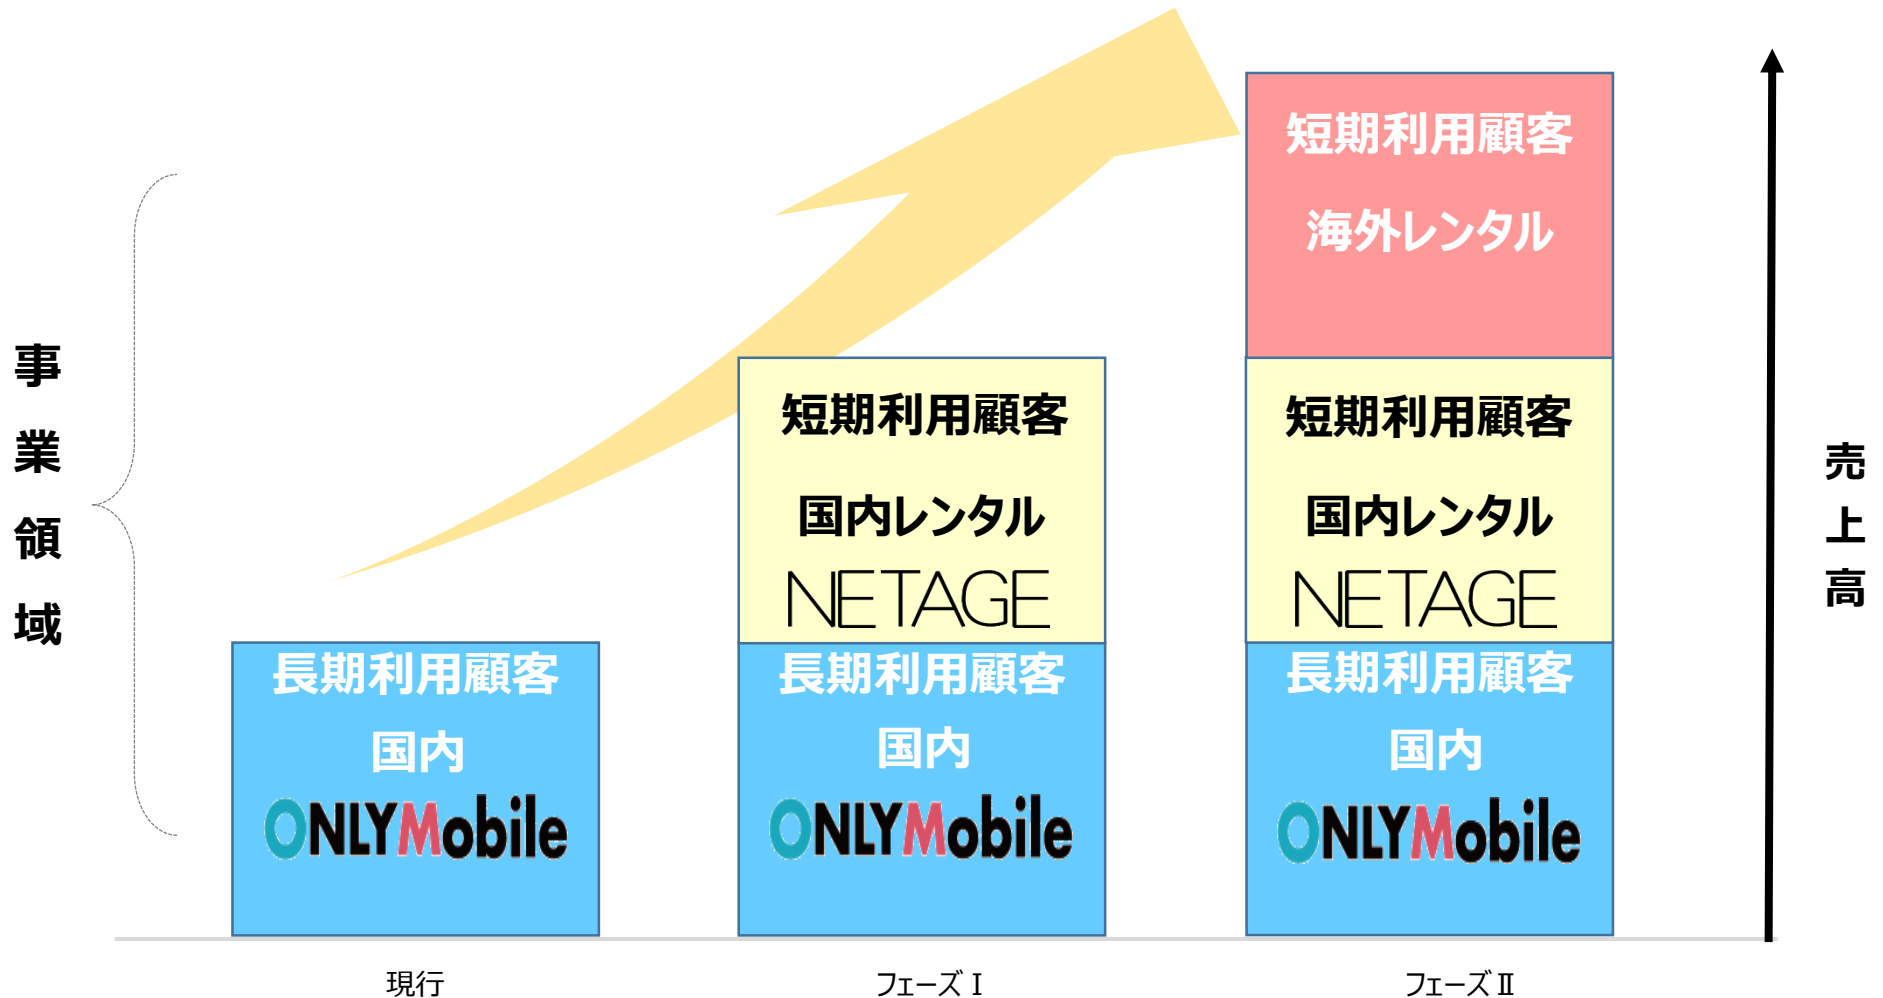 事業領域
長期利用顧客
国内
ONLYMobile
現行
短期利用顧客
国内レンタル
NETAGE
長期利用顧客
国内
ONLYMobile
フェーズⅠ
短期利用顧客
海外レンタル
短期利用顧客
国内レンタル
NETAGE
長期利用顧客
国内
ONLYMobile
フェーズⅡ
売上高